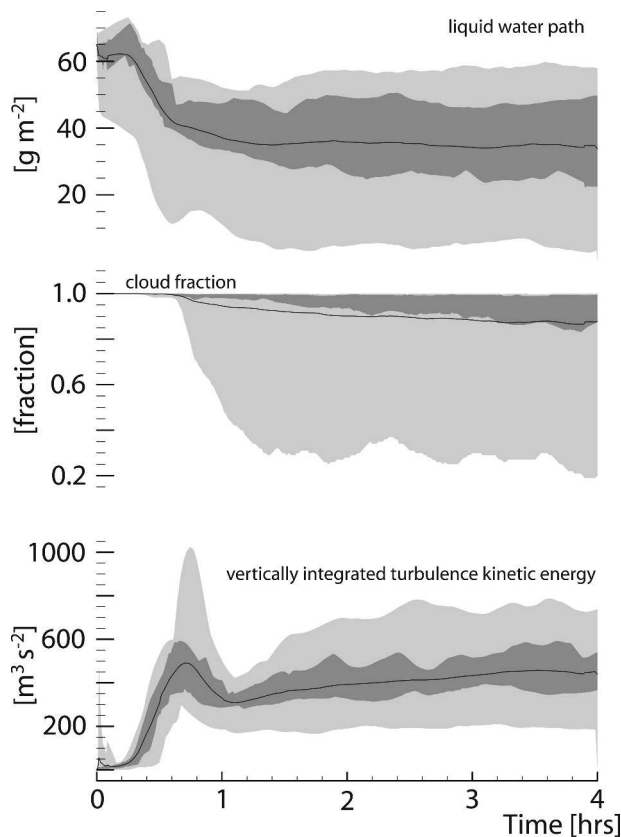 liquid water path
60
40
20
[g m-2]
cloud fraction
1.0
0.6
0.2
[fraction]
vertically integrated turbulence kinetic energy
1000
600
200
[m³ s-²]
0 1 2 3 4
Time [hrs]